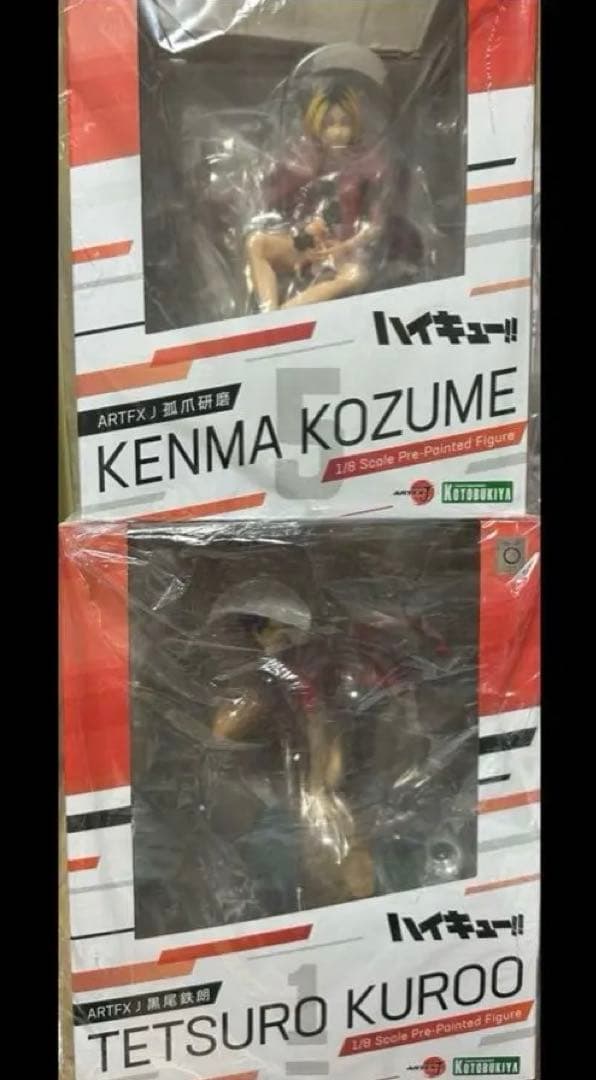 ハイキュー!!
ARTFX J 孤爪研磨
5
KENMA KOZUME
1/8 Scale Pre-Painted Figure
ARTFX J
KOTOBUKIYA
ハイキュー!!
ARTFX J 黒尾鉄朗
1
TETSURO KUROO
1/8 Scale Pre-Painted Figure
ARTFX J
KOTOBUKIYA